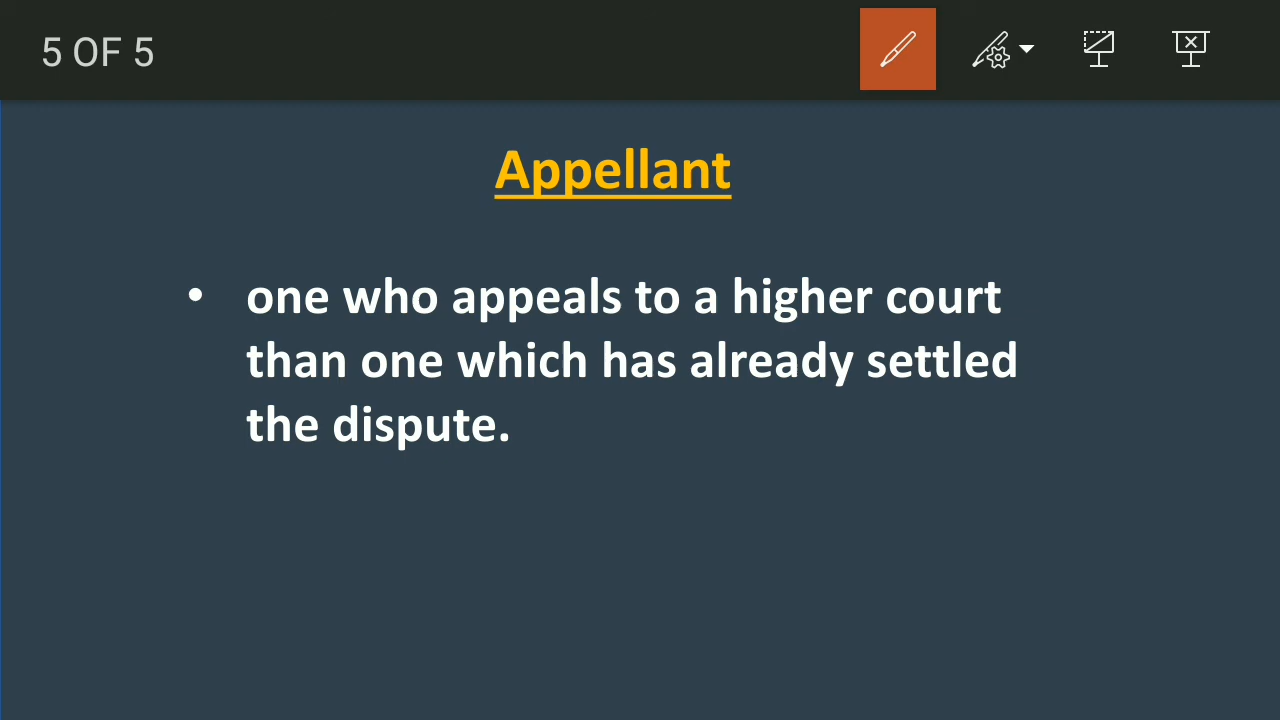 5 OF 5
Appellant
• one who appeals to a higher court
than one which has already settled
the dispute.